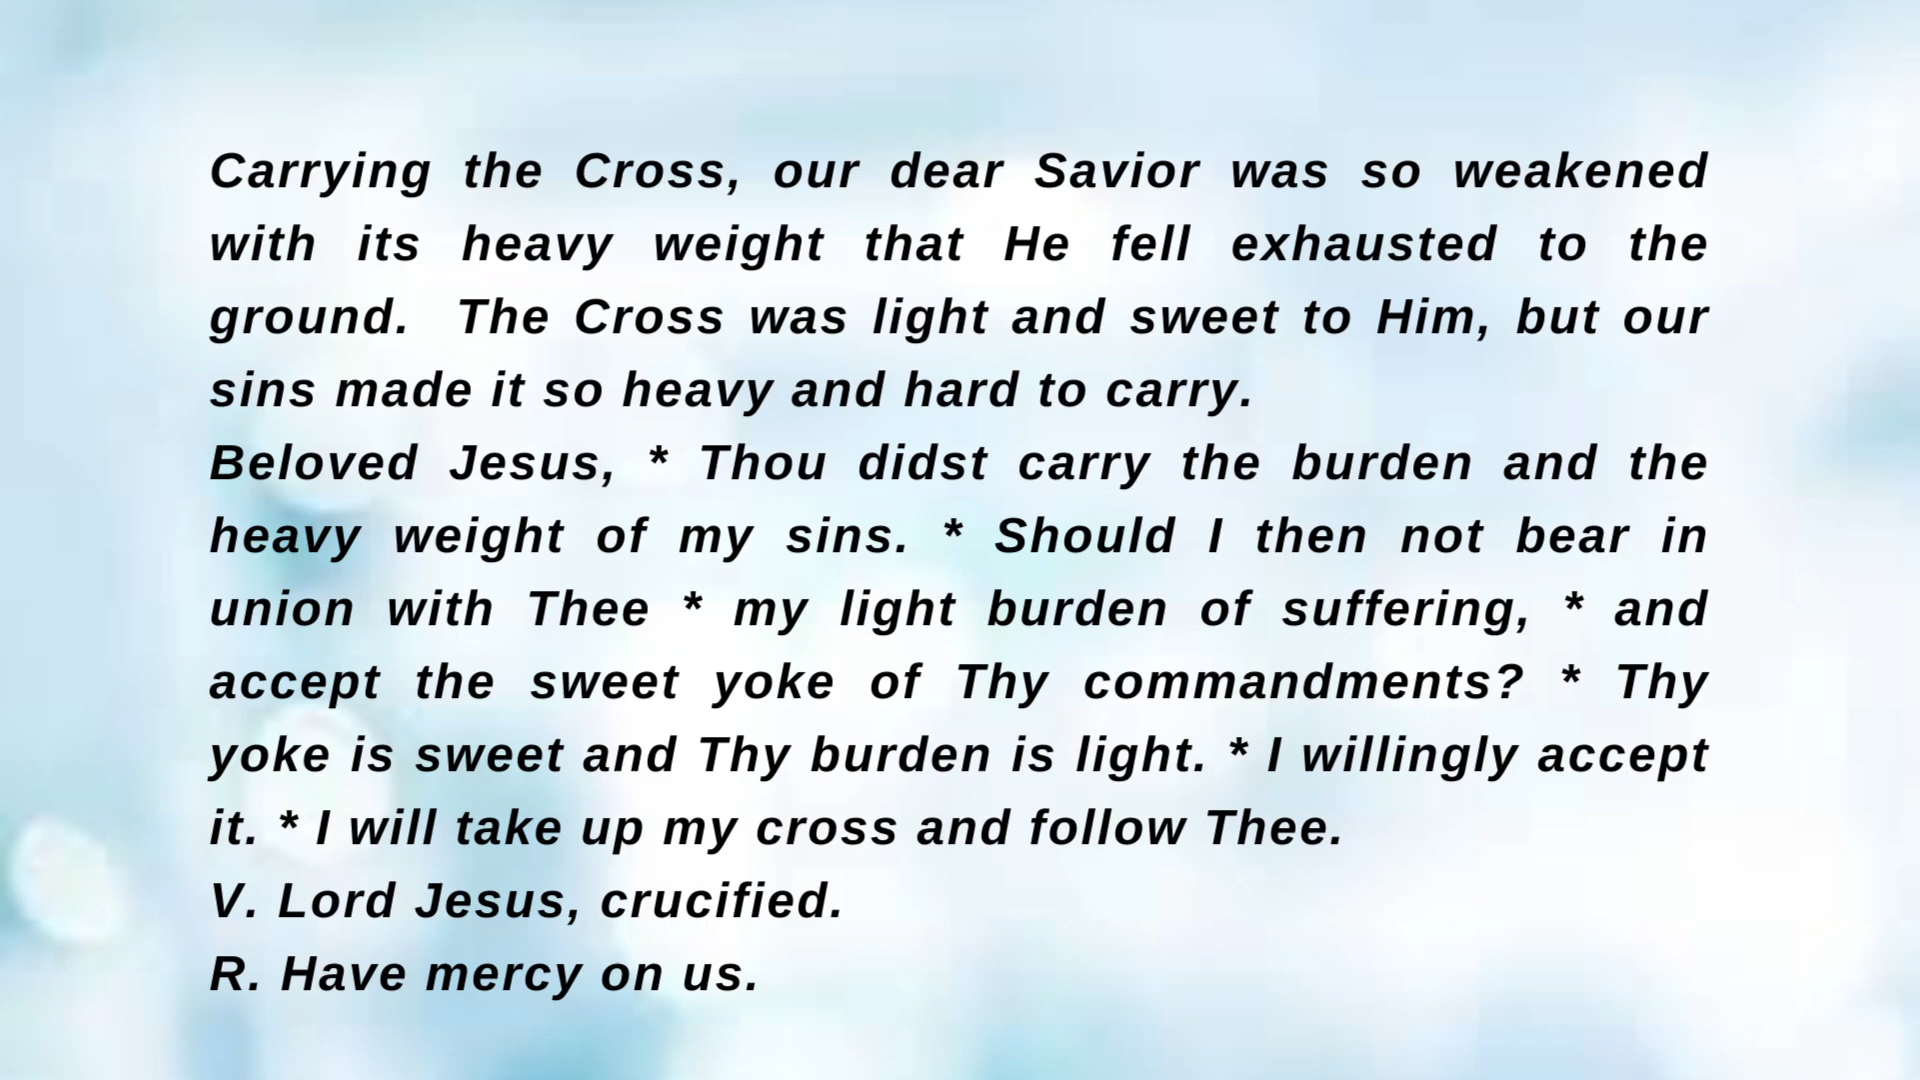 Carrying the Cross, our dear Savior was so weakened
with its heavy weight that He fell exhausted to the
ground.  The Cross was light and sweet to Him, but our
sins made it so heavy and hard to carry.
Beloved Jesus, * Thou didst carry the burden and the
heavy weight of my sins. * Should I then not bear in
union with Thee * my light burden of suffering, * and
accept the sweet yoke of Thy commandments? * Thy
yoke is sweet and Thy burden is light. * I willingly accept
it. * I will take up my cross and follow Thee.
V. Lord Jesus, crucified.
R. Have mercy on us.